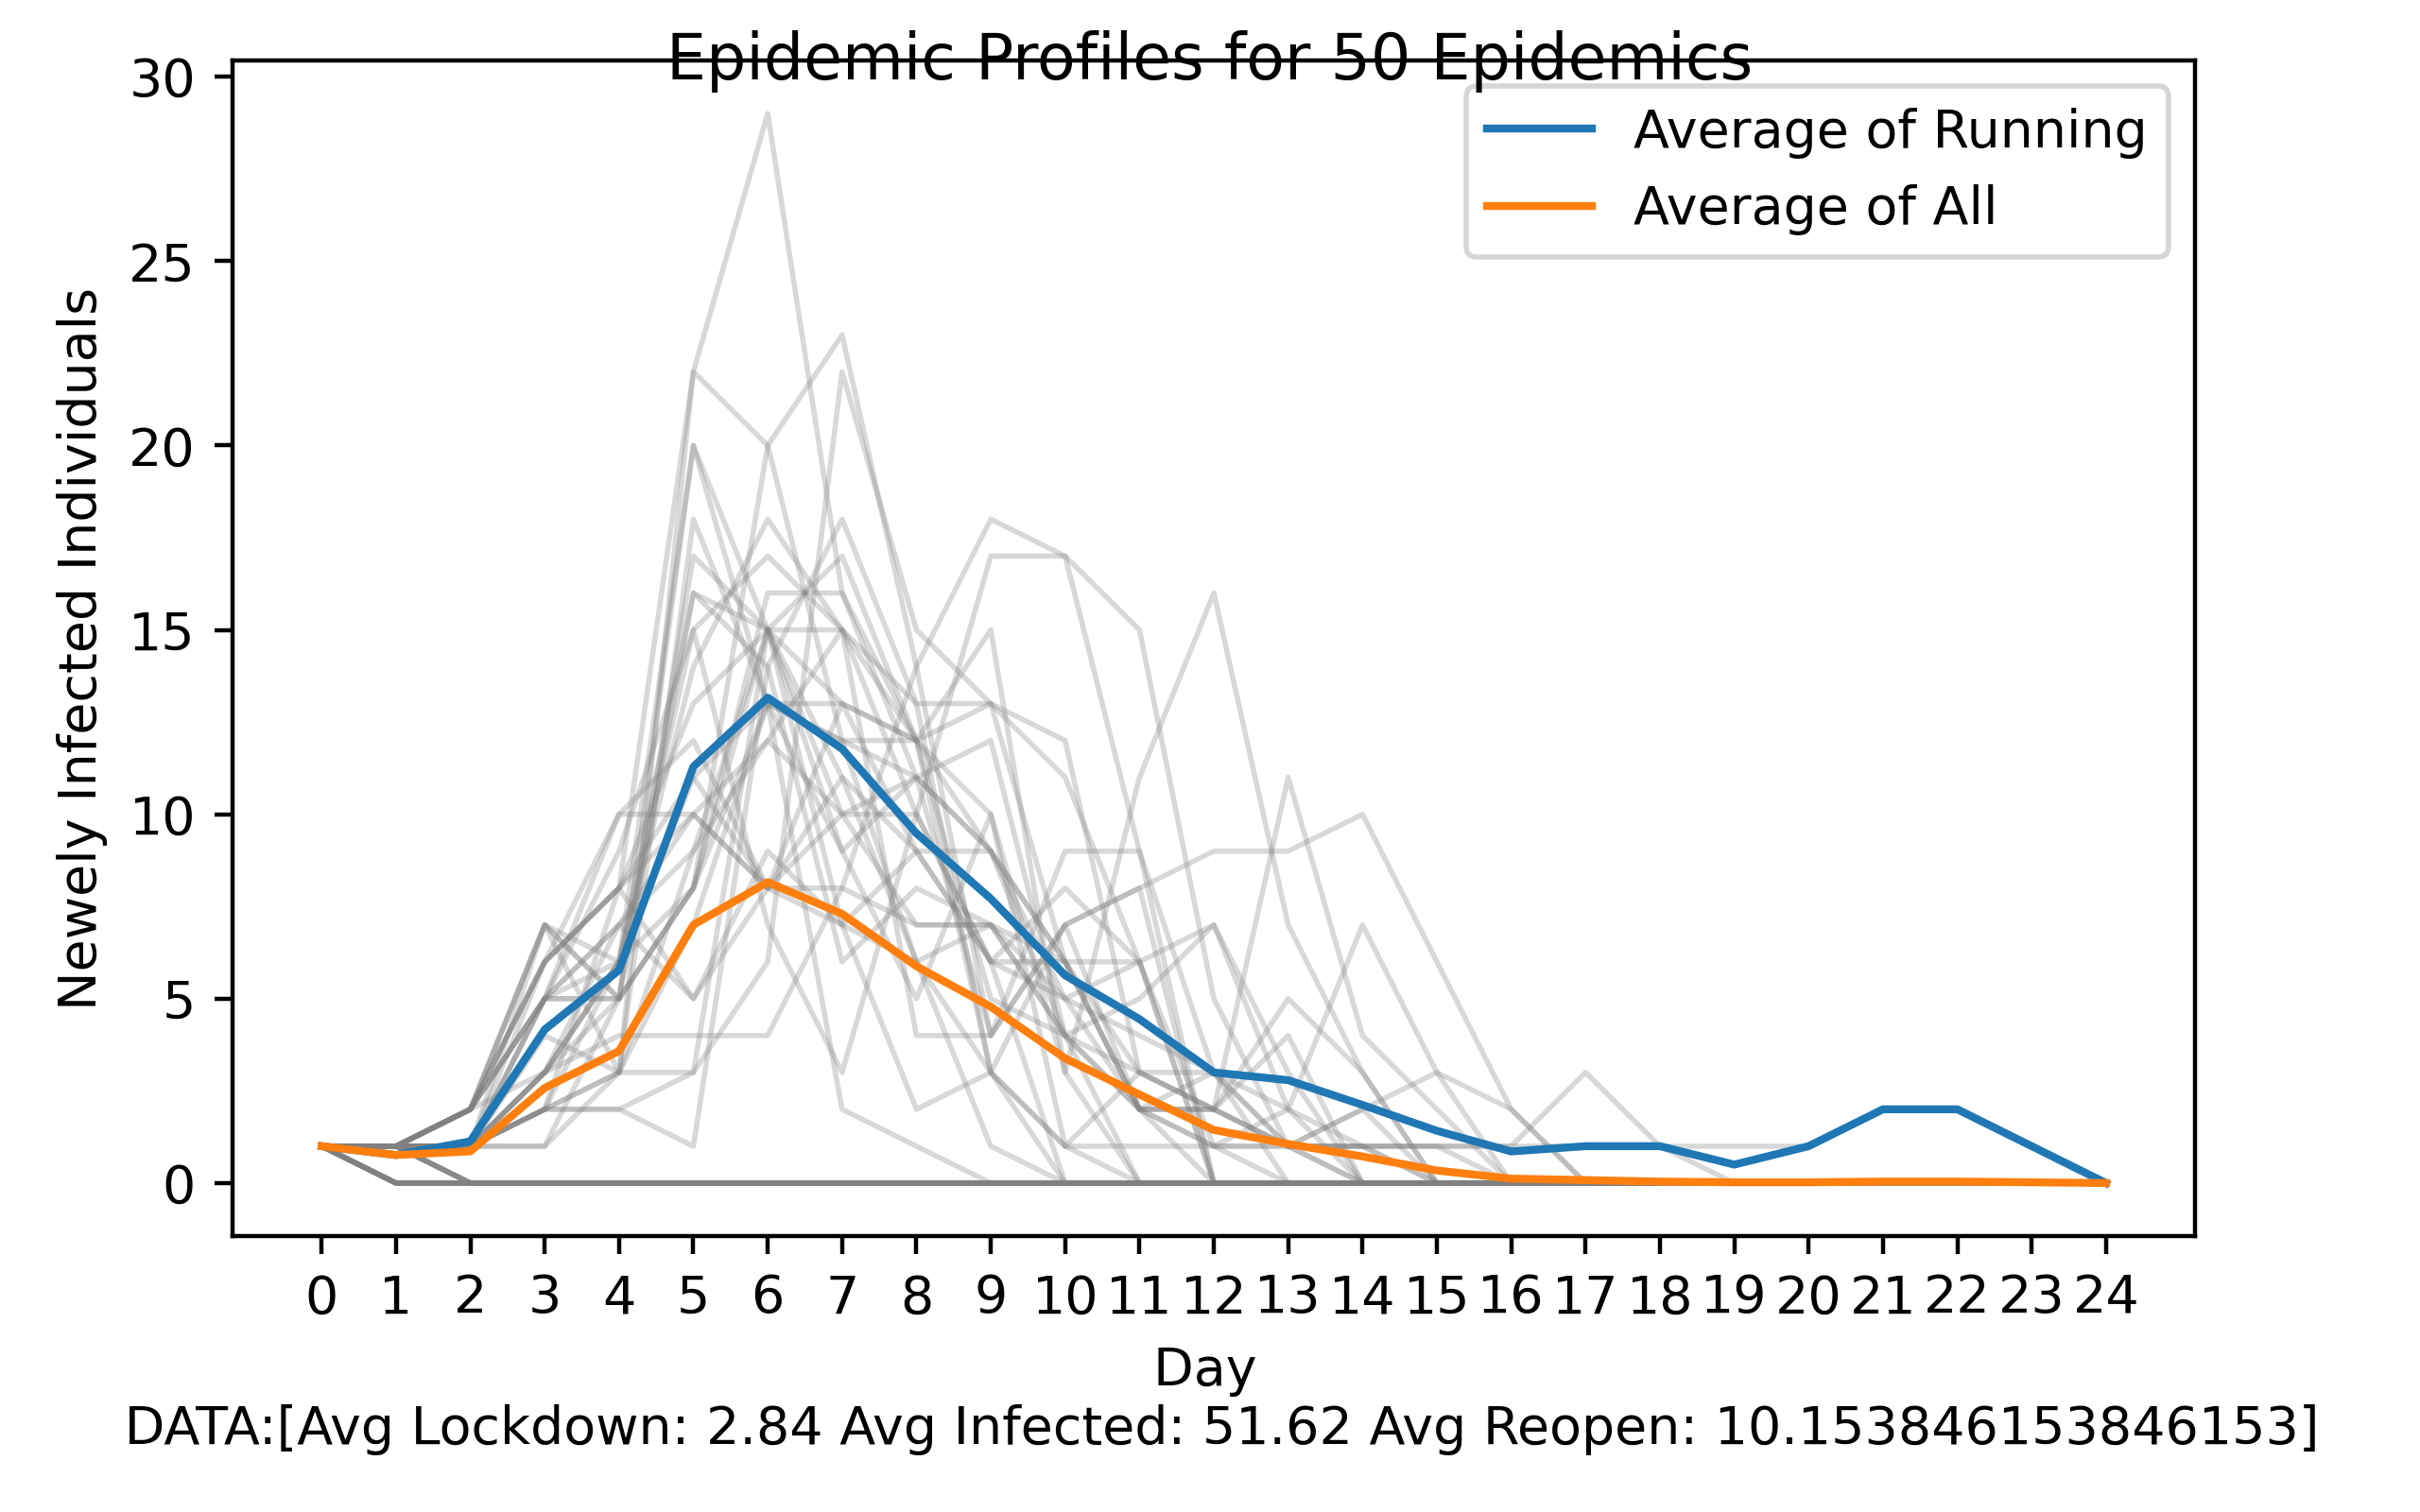 Epidemic Profiles for 50 Epidemics
30
25
20
15
10
5
0
Newely Infected Individuals
Average of Running
Average of All
0 1 2 3 4 5 6 7 8 9 10 11 12 13 14 15 16 17 18 19 20 21 22 23 24
Day
DATA:[Avg Lockdown: 2.84 Avg Infected: 51.62 Avg Reopen: 10.153846153846153]